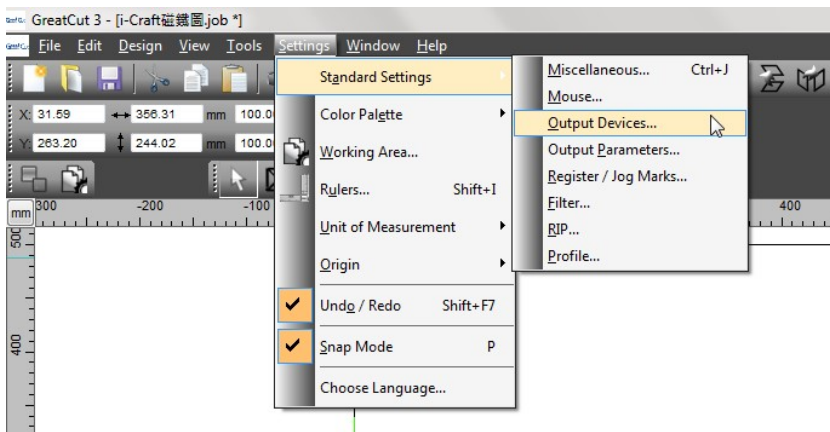 GreatCut 3 - [i-Craft磁鐵圖.job *]
File Edit Design View Tools Settings Window Help
X: 31.59 356.31 mm 100.0
Y: 263.20 244.02 mm 100.0
mm 300 -200 -100 400
500
400
Standard Settings
Color Palette
Working Area...
Rulers... Shift+I
Unit of Measurement
Origin
Undo / Redo Shift+F7
Snap Mode P
Choose Language...
Miscellaneous... Ctrl+J
Mouse...
Output Devices...
Output Parameters...
Register / Jog Marks...
Filter...
RIP...
Profile...